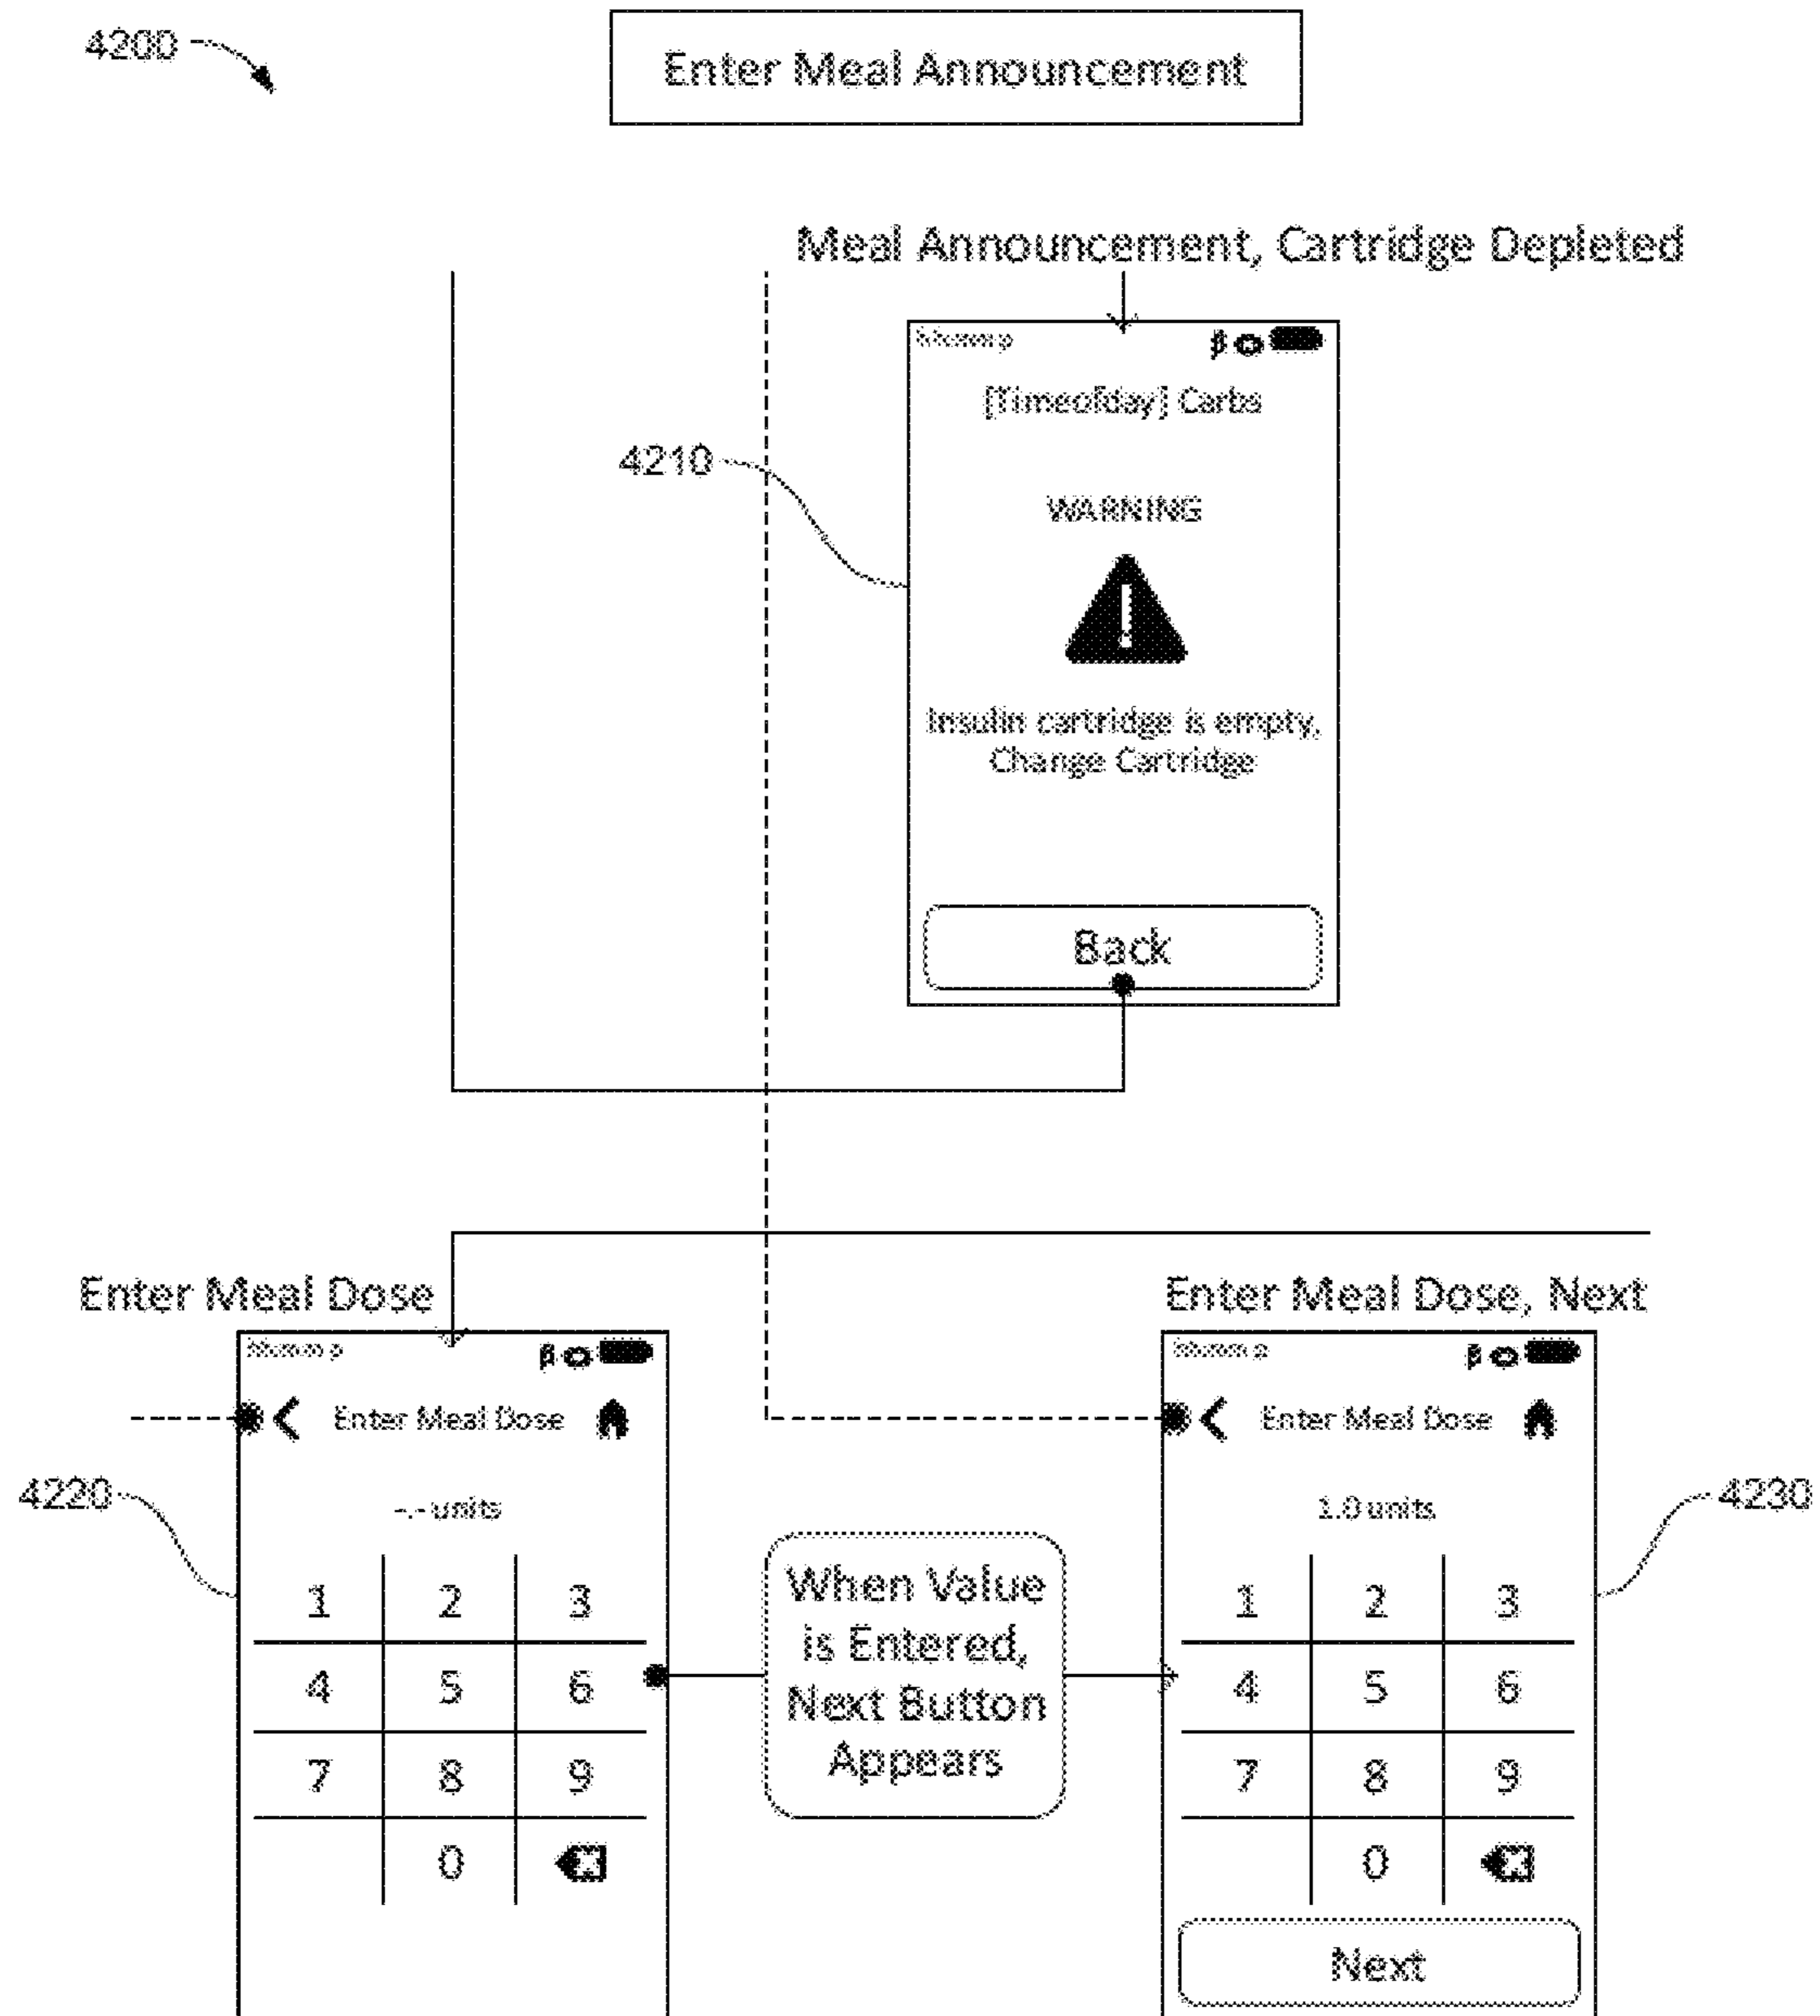 4200
Enter Meal Announcement
Meal Announcement, Cartridge Depleted
β
[Timeofday] Carbs
4210
WARNING
Insulin cartridge is empty,
Change Cartridge
Back
Enter Meal Dose
β
Enter Meal Dose
4220
-.- units
1 2 3
4 5 6
7 8 9
0
When Value
is Entered,
Next Button
Appears
Enter Meal Dose, Next
β
Enter Meal Dose
4230
1.0 units
1 2 3
4 5 6
7 8 9
0
Next